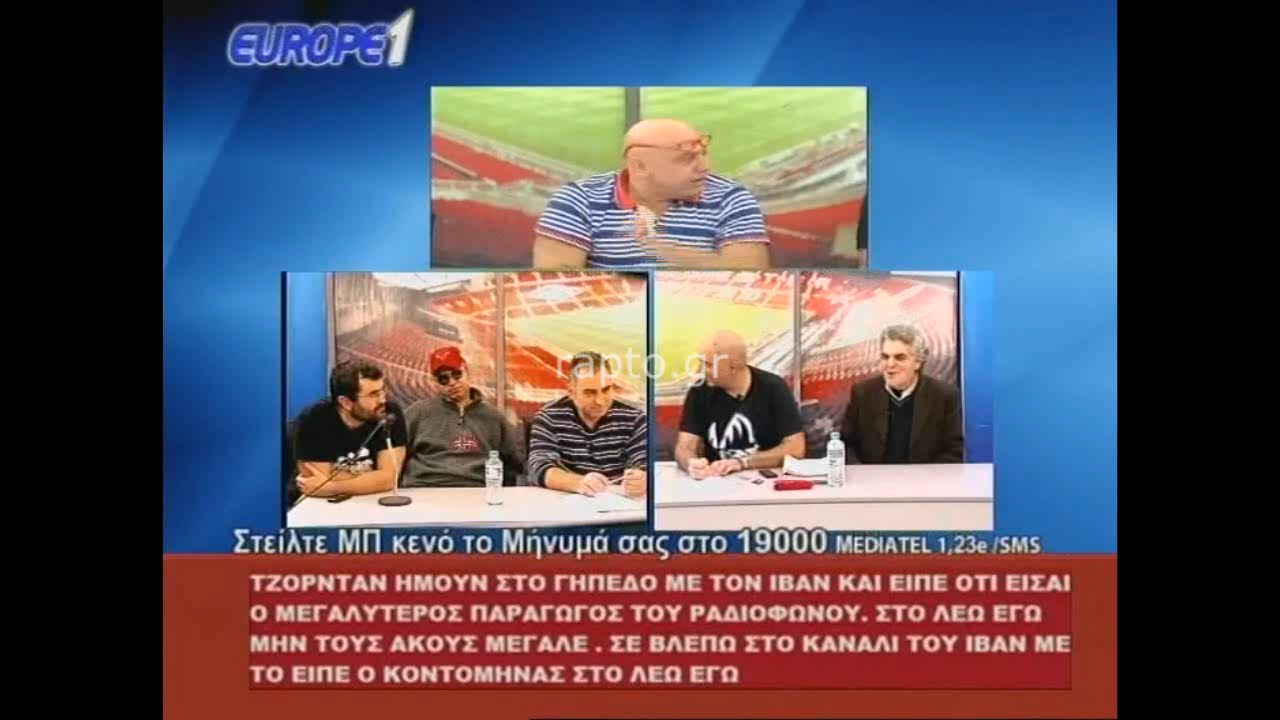 EUROPE1
rapto.gr
Στείλτε ΜΠ κενό το Μήνυμά σας στο 19000 MEDIATEL 1,23e /SMS
ΤΖΟΡΝΤΑΝ ΗΜΟΥΝ ΣΤΟ ΓΗΠΕΔΟ ΜΕ ΤΟΝ ΙΒΑΝ ΚΑΙ ΕΙΠΕ ΟΤΙ ΕΙΣΑΙ
Ο ΜΕΓΑΛΥΤΕΡΟΣ ΠΑΡΑΓΩΓΟΣ ΤΟΥ ΡΑΔΙΟΦΩΝΟΥ. ΣΤΟ ΛΕΩ ΕΓΩ
ΜΗΝ ΤΟΥΣ ΑΚΟΥΣ ΜΕΓΑΛΕ . ΣΕ ΒΛΕΠΩ ΣΤΟ ΚΑΝΑΛΙ ΤΟΥ ΙΒΑΝ ΜΕ
ΤΟ ΕΙΠΕ Ο ΚΟΝΤΟΜΗΝΑΣ ΣΤΟ ΛΕΩ ΕΓΩ